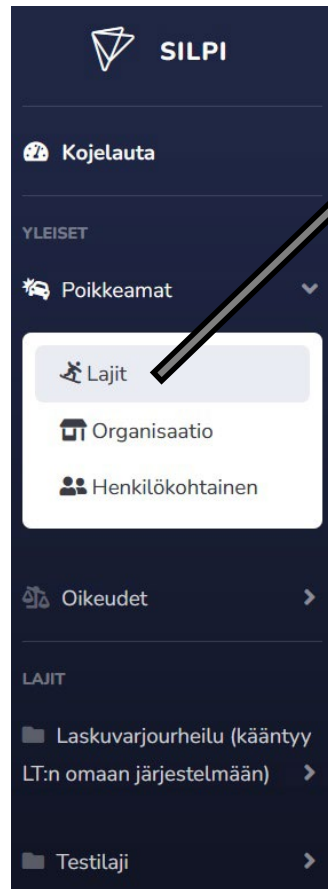 SILPI
Kojelauta
YLEISET
Poikkeamat
Lajit
Organisaatio
Henkilökohtainen
Oikeudet
LAJIT
Laskuvarjourheilu (kääntyy
LT:n omaan järjestelmään)
Testilaji